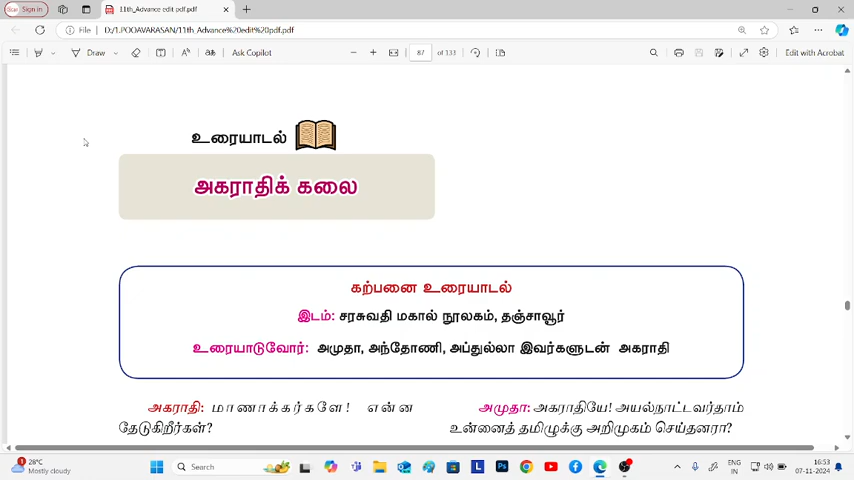 11th_Advance edit pdf.pdf
File
D:/1.POOAVARASAN/11th_Advance%20edit%20pdf.pdf
Draw
Ask Copilot
87
of 133
Edit with Acrobat
உரையாடல்
அகராதிக் கலை
கற்பனை உரையாடல்
இடம்: சரசுவதி மகால் நூலகம், தஞ்சாவூர்
உரையாடுவோர்: அமுதா, அந்தோணி, அப்துல்லா இவர்களுடன் அகராதி
அகராதி: மாணாக்கர்களே! என்ன
தேடுகிறீர்கள்?
அமுதா: அகராதியே! அயல்நாட்டவர்தாம்
உன்னைத் தமிழுக்கு அறிமுகம் செய்தனரா?
28°C
Mostly cloudy
Search
ENG
IN
16:53
07-11-2024